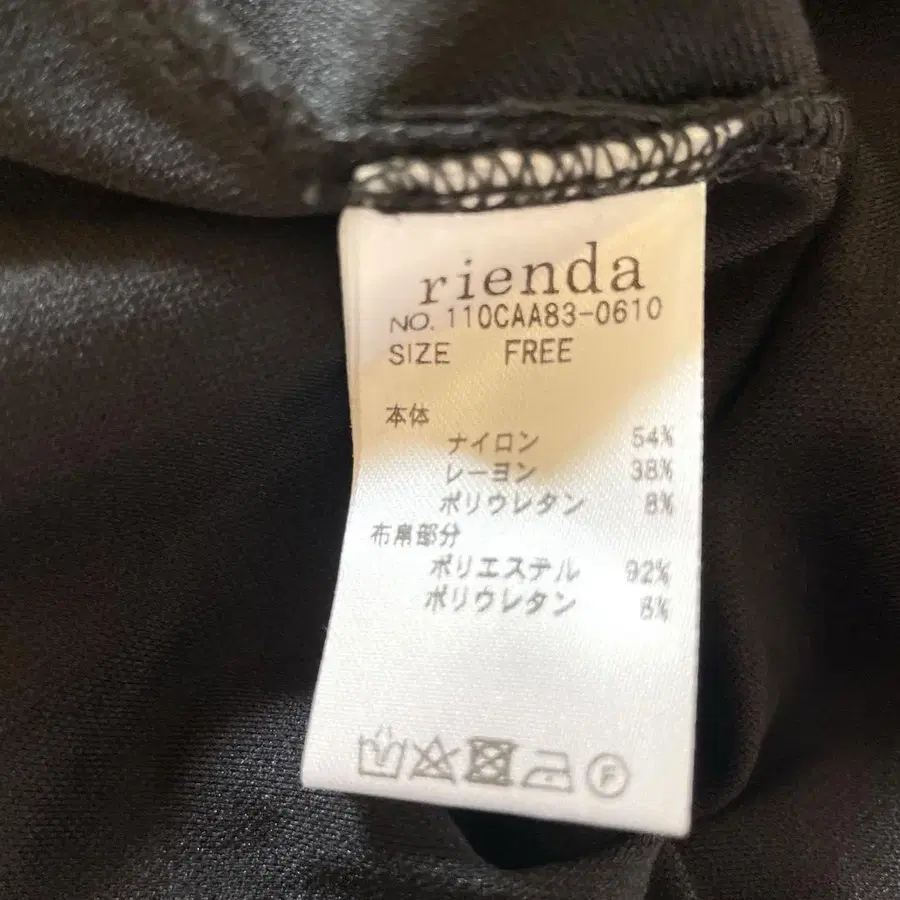 rienda
NO. 110CAA83-0610
SIZE FREE
本体
ナイロン 54%
レーヨン 38%
ポリウレタン 8%
布帛部分
ポリエステル 92%
ポリウレタン 8%
F